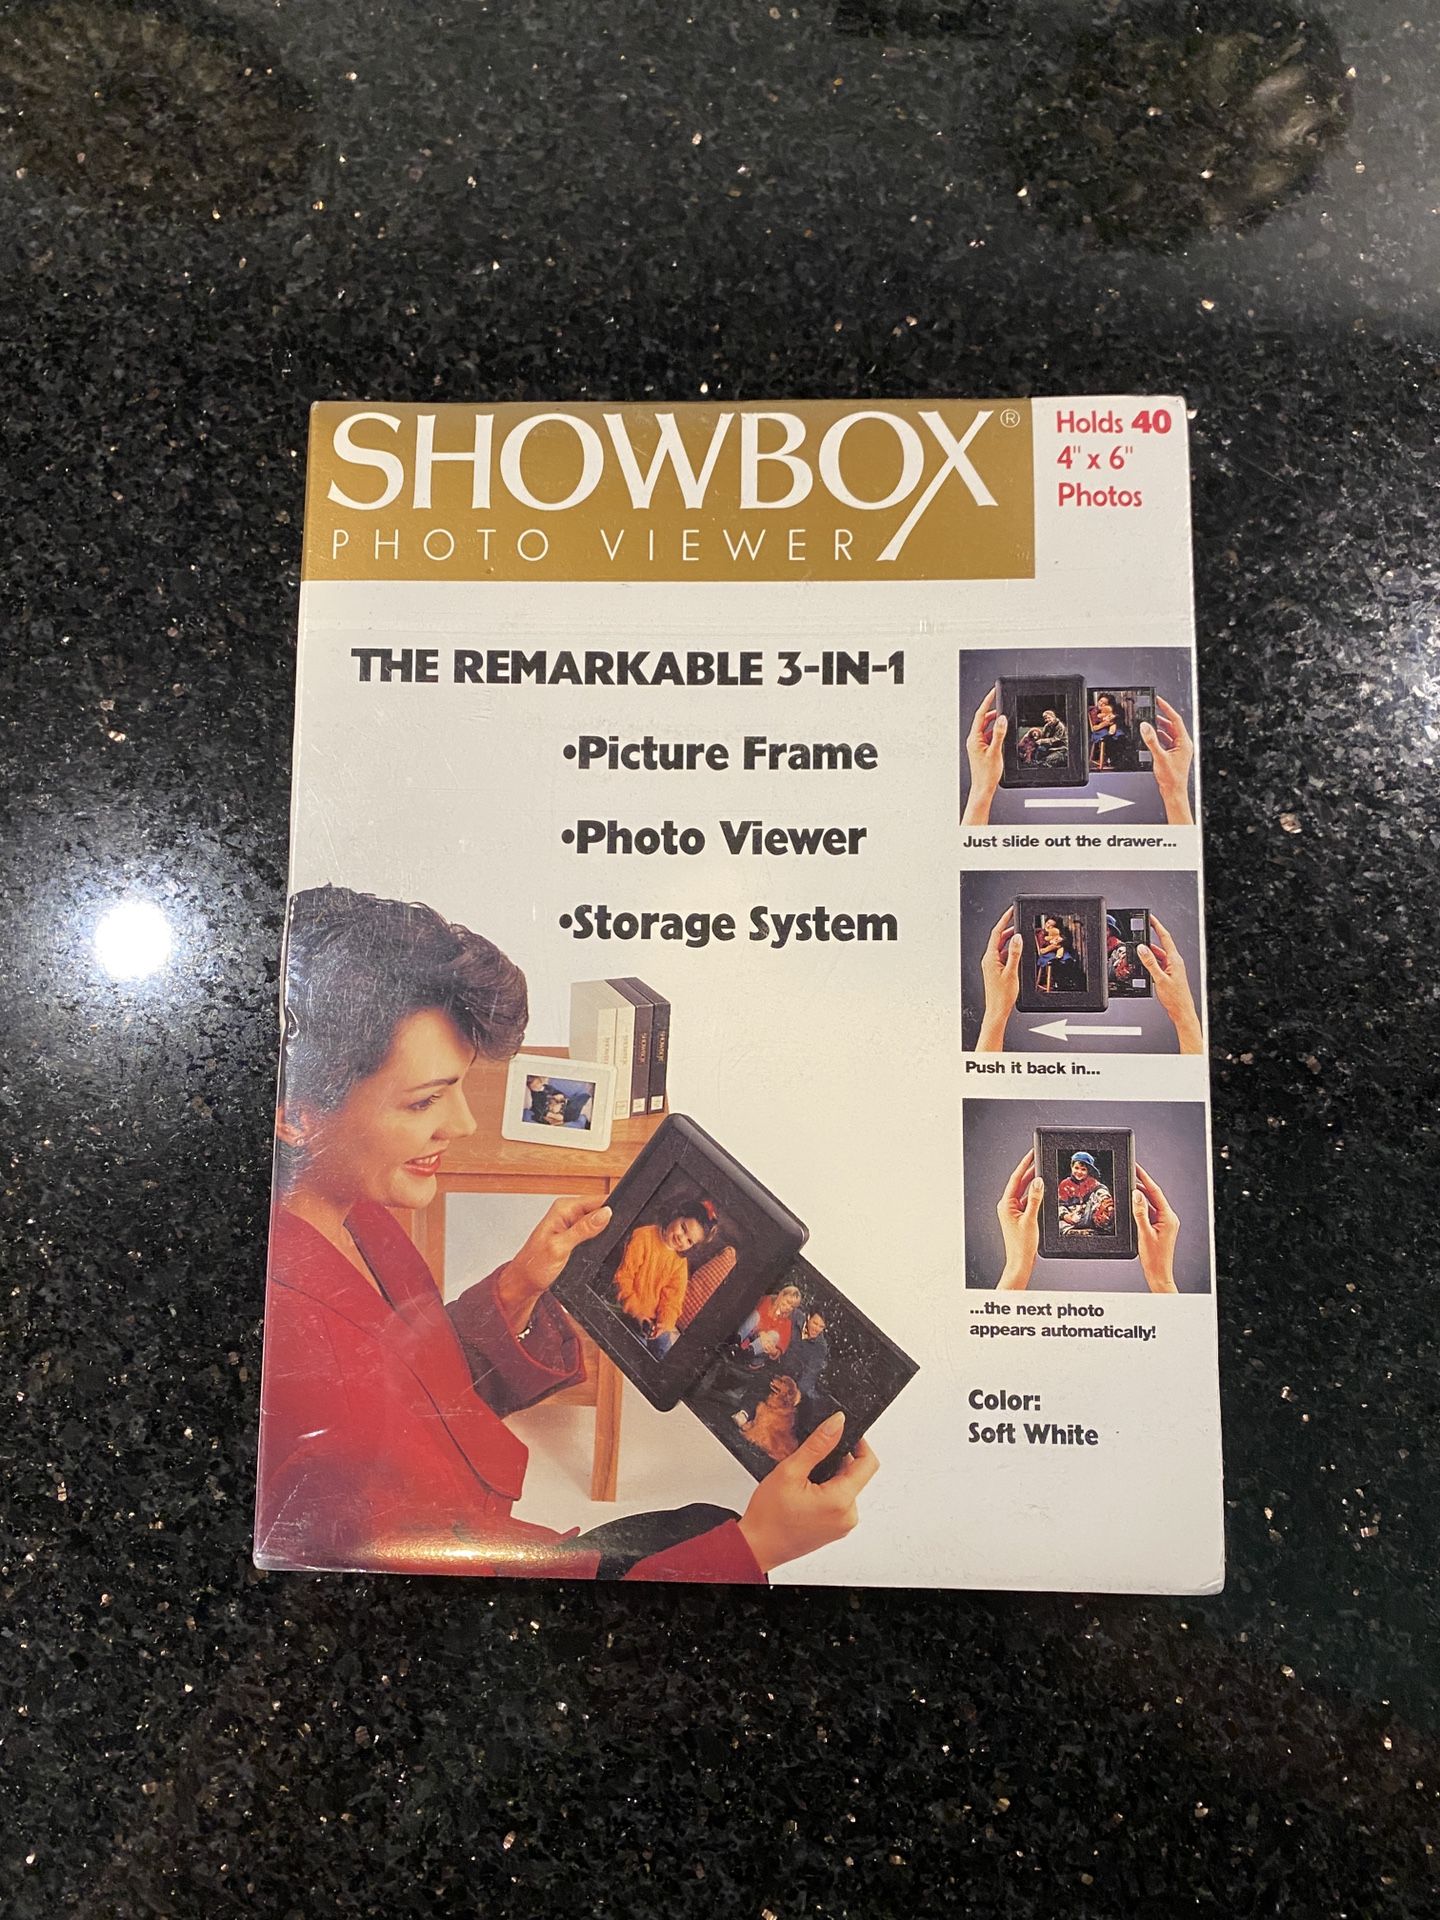 SHOWBOX®
PHOTO VIEWER
Holds 40
4" x 6"
Photos
THE REMARKABLE 3-IN-1
•Picture Frame
•Photo Viewer
•Storage System
Just slide out the drawer...
Push it back in...
...the next photo
appears automatically!
Color:
Soft White